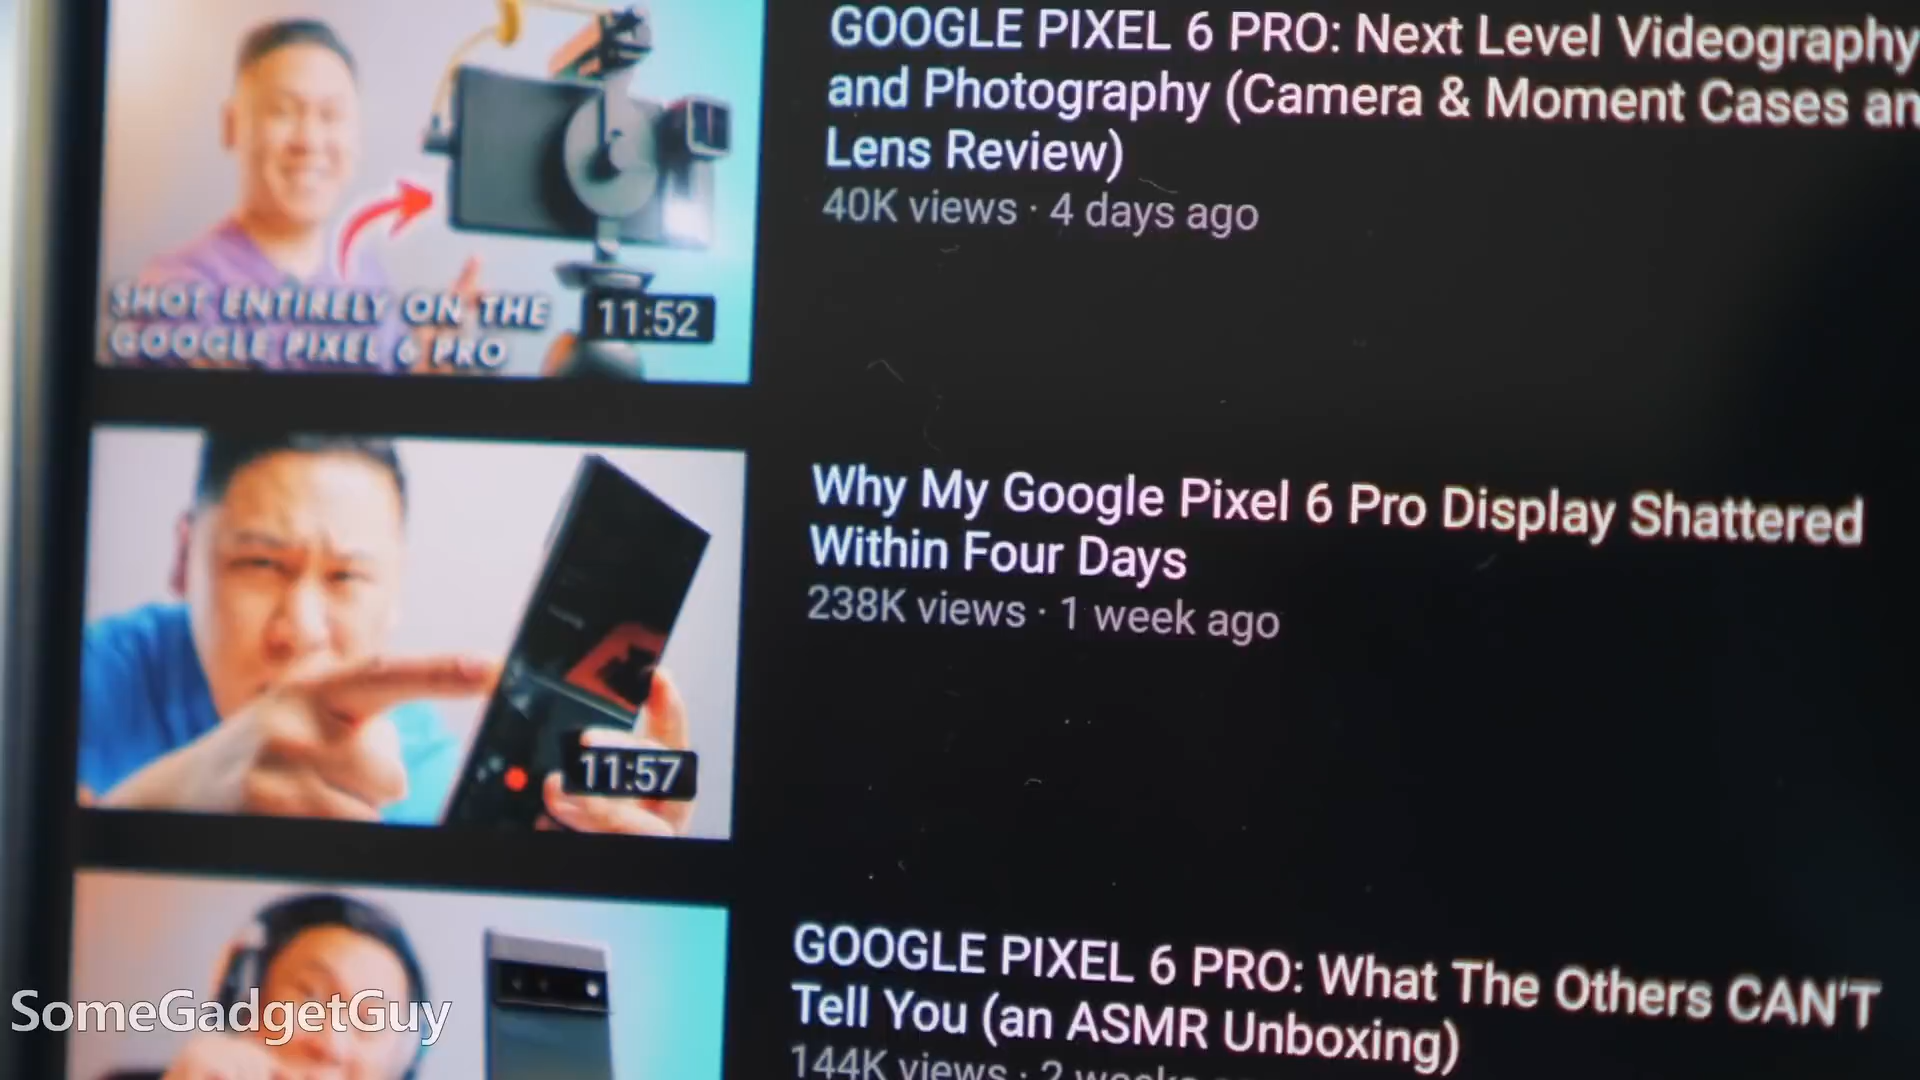 GOOGLE PIXEL 6 PRO: Next Level Videography
and Photography (Camera & Moment Cases an
Lens Review)
40K views · 4 days ago
SHOT ENTIRELY ON THE
GOOGLE PIXEL 6 PRO
11:52
Why My Google Pixel 6 Pro Display Shattered
Within Four Days
238K views · 1 week ago
11:57
GOOGLE PIXEL 6 PRO: What The Others CAN'T
Tell You (an ASMR Unboxing)
144K views · 2 weeks
SomeGadgetGuy